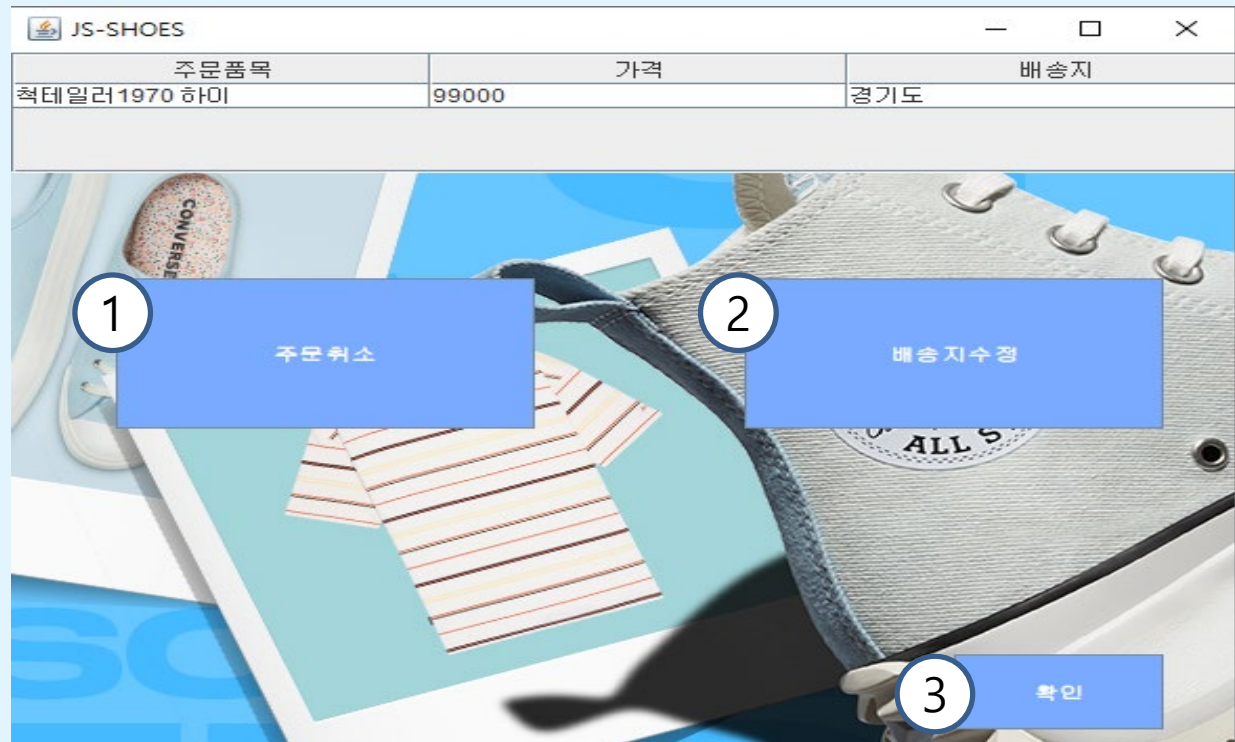 JS-SHOES
주문품목 가격 배송지
척테일러1970 하이 99000 경기도
CONVERSE
1 주문취소
2 배송지수정
ALL S
3 확인